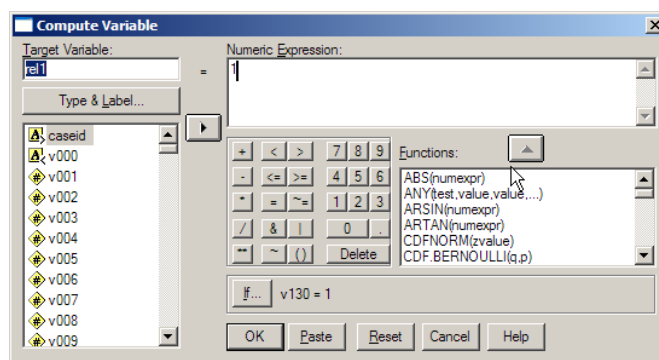 Compute Variable
Target Variable:
Numeric Expression:
rel1
=
1
Type & Label...
caseid
v000
v001
v002
v003
v004
v005
v006
v007
v008
v009
+ < > 7 8 9
- <= >= 4 5 6
* = ~= 1 2 3
/ & | 0 .
** ~ () Delete
Functions:
ABS(numexpr)
ANY(test,value,value,...)
ARSIN(numexpr)
ARTAN(numexpr)
CDFNORM(zvalue)
CDF.BERNOULLI(q,p)
If... v130 = 1
OK Paste Reset Cancel Help